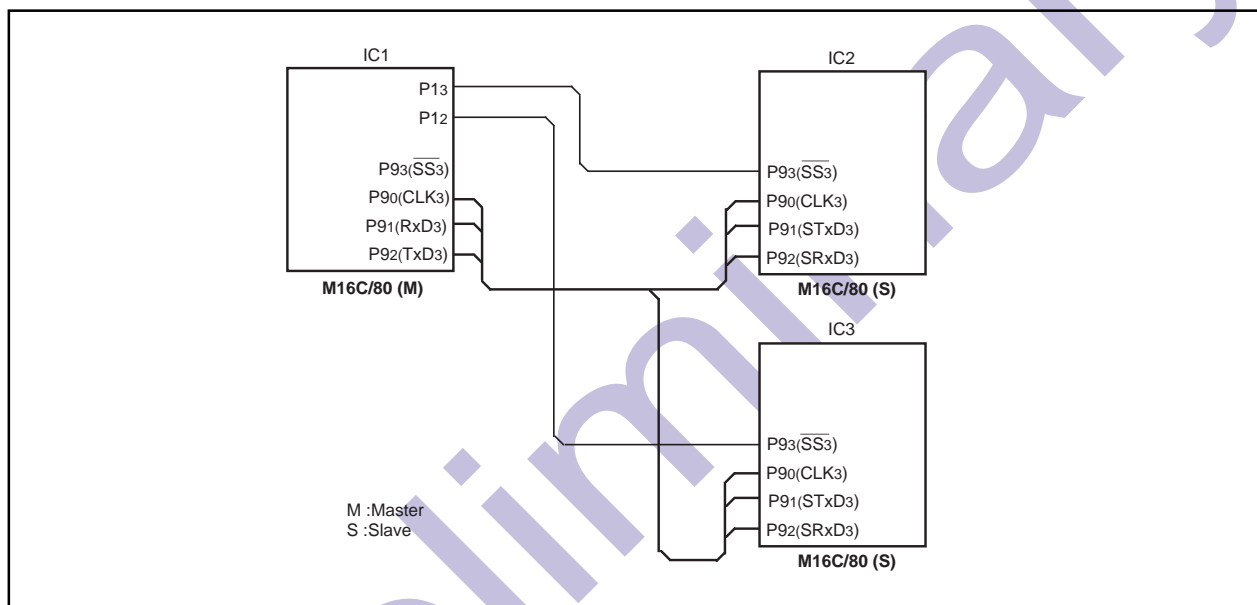 IC1
P13
P12
P93(SS3)
P90(CLK3)
P91(RxD3)
P92(TxD3)
M16C/80 (M)
IC2
P93(SS3)
P90(CLK3)
P91(STxD3)
P92(SRxD3)
M16C/80 (S)
IC3
P93(SS3)
P90(CLK3)
P91(STxD3)
P92(SRxD3)
M16C/80 (S)
M :Master
S :Slave